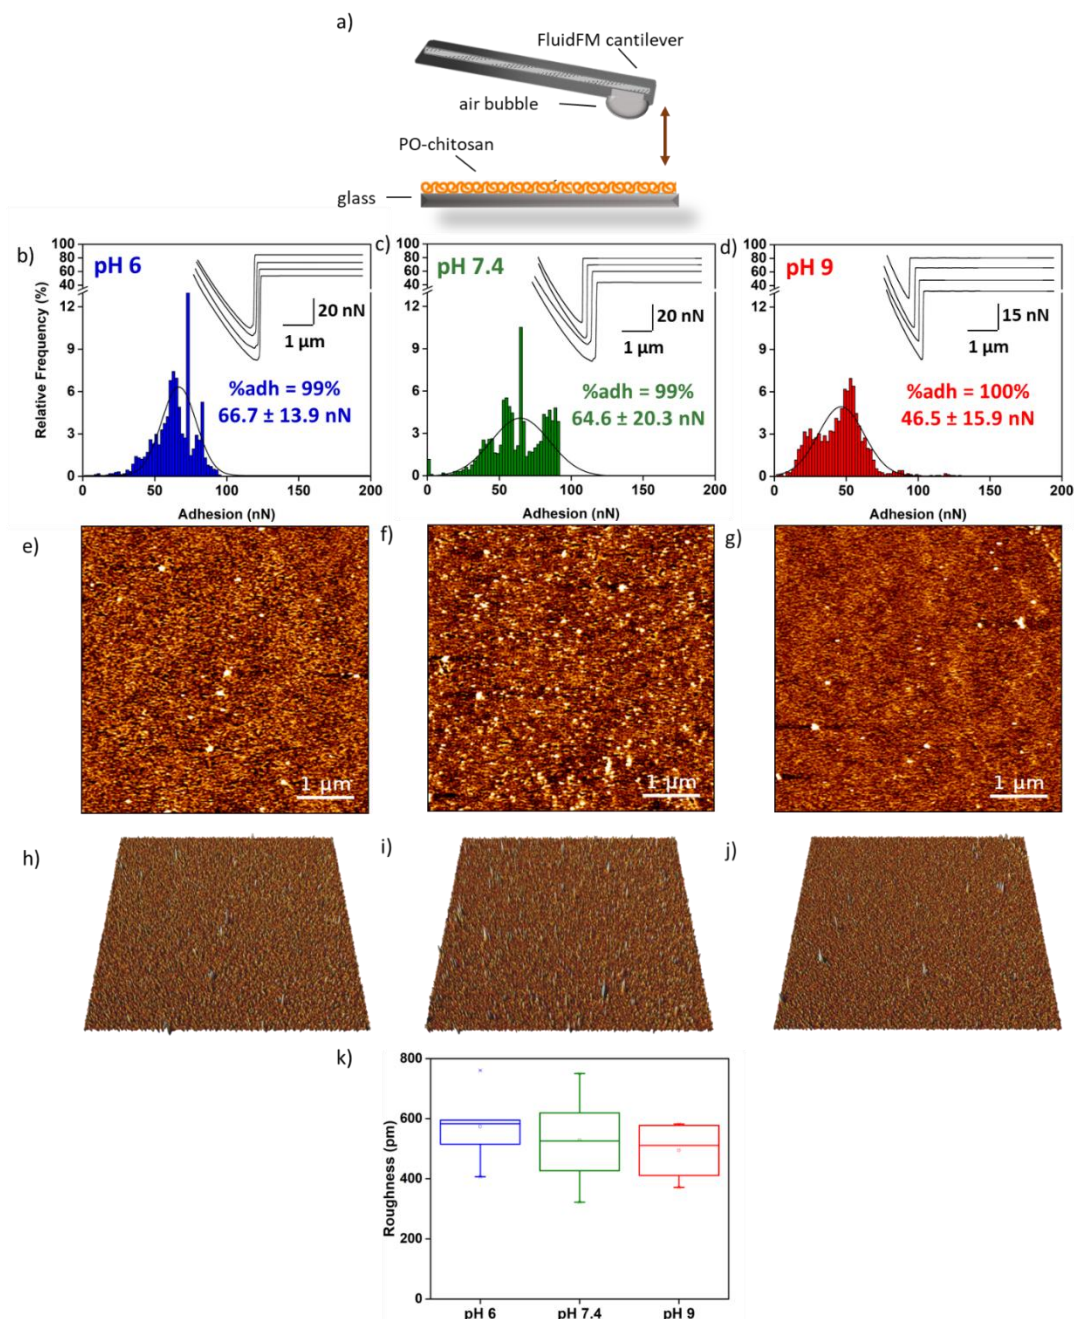 a)
FluidFM cantilever
air bubble
PO-chitosan
glass
b)
pH 6
100
80
60
40
12
9
6
3
0
Relative Frequency (%)
20 nN
1 µm
%adh = 99%
66.7 ± 13.9 nN
0 50 100 150 200
Adhesion (nN)
c)
pH 7.4
100
80
60
40
12
9
6
3
0
20 nN
1 µm
%adh = 99%
64.6 ± 20.3 nN
0 50 100 150 200
Adhesion (nN)
d)
pH 9
100
80
60
40
12
9
6
3
0
15 nN
1 µm
%adh = 100%
46.5 ± 15.9 nN
0 50 100 150 200
Adhesion (nN)
e)
1 µm
f)
1 µm
g)
1 µm
h)
i)
j)
k)
800
600
400
200
0
Roughness (pm)
pH 6 pH 7.4 pH 9